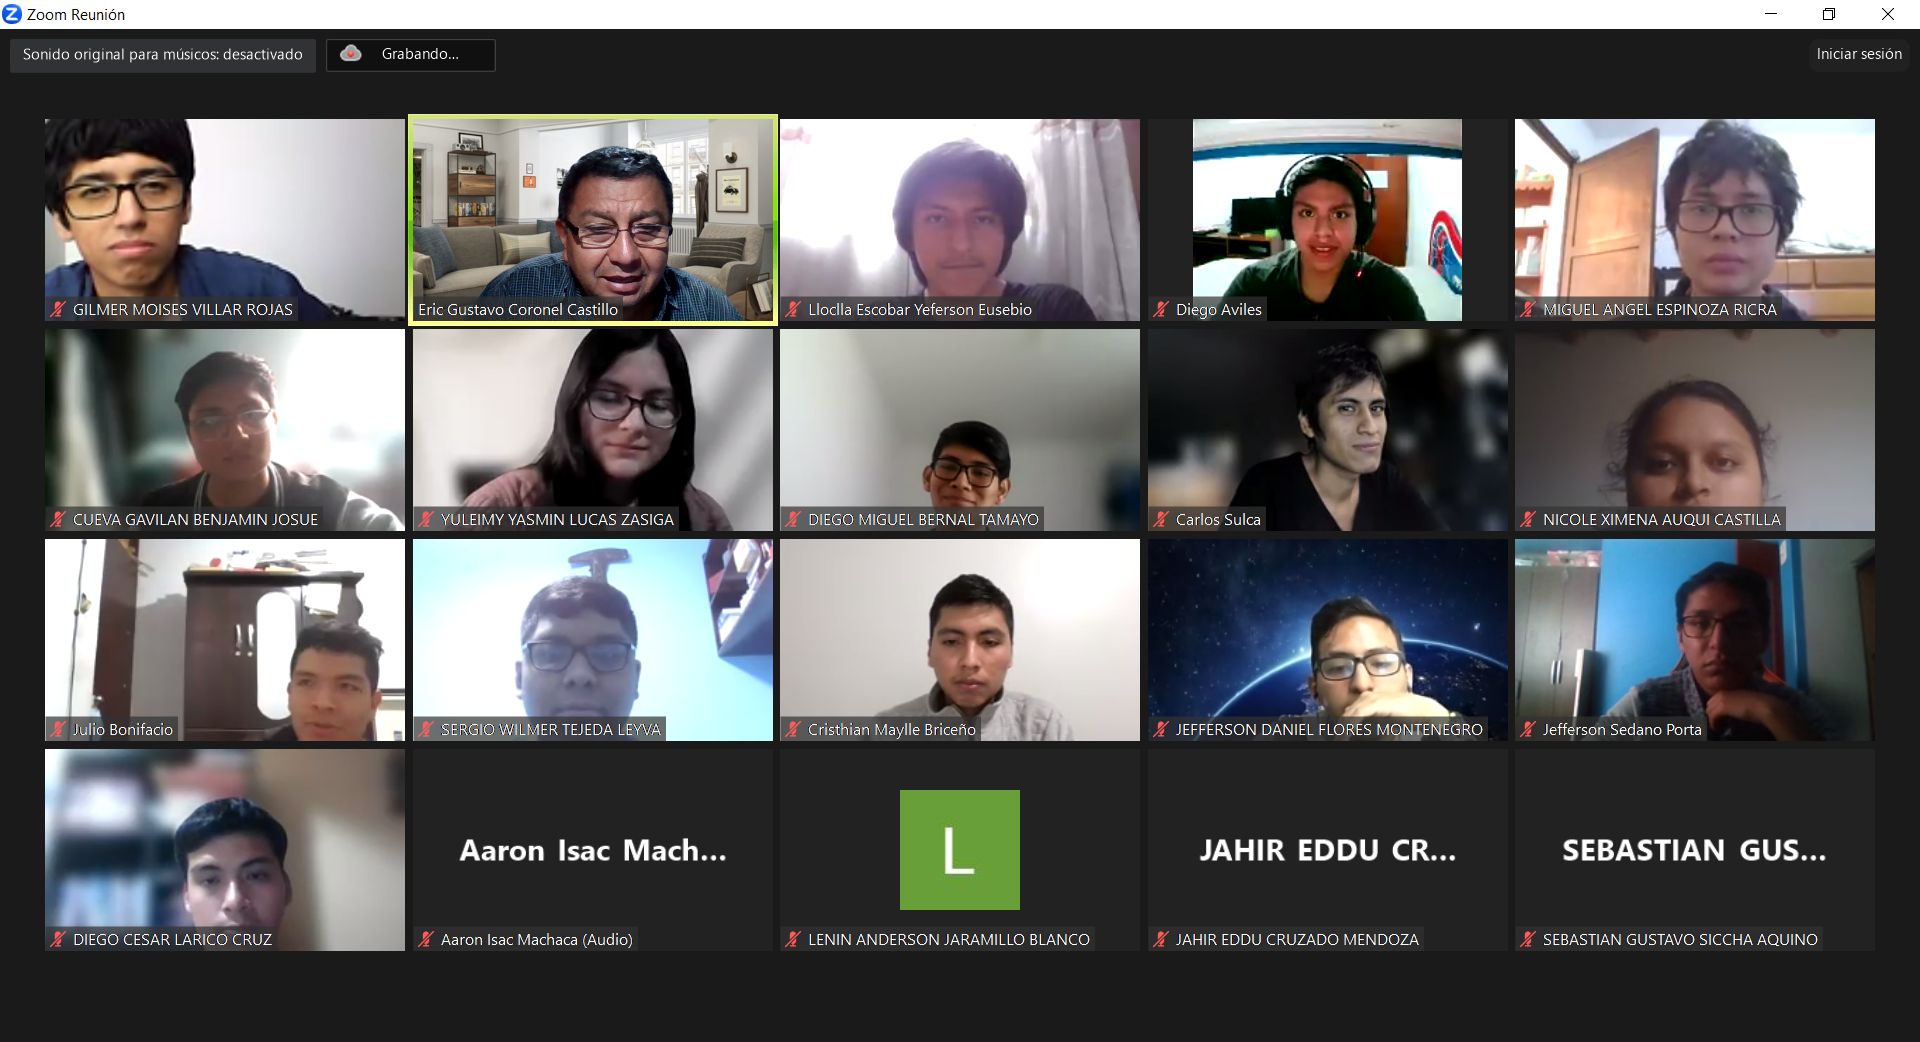 Zoom Reunión
Sonido original para músicos: desactivado
Grabando...
Iniciar sesión
GILMER MOISES VILLAR ROJAS
Eric Gustavo Coronel Castillo
Lloclla Escobar Yeferson Eusebio
Diego Aviles
MIGUEL ANGEL ESPINOZA RICRA
CUEVA GAVILAN BENJAMIN JOSUE
YULEIMY YASMIN LUCAS ZASIGA
DIEGO MIGUEL BERNAL TAMAYO
Carlos Sulca
NICOLE XIMENA AUQUI CASTILLA
Julio Bonifacio
SERGIO WILMER TEJEDA LEYVA
Cristhian Maylle Briceño
JEFFERSON DANIEL FLORES MONTENEGRO
Jefferson Sedano Porta
DIEGO CESAR LARICO CRUZ
Aaron Isac Mach...
Aaron Isac Machaca (Audio)
L
LENIN ANDERSON JARAMILLO BLANCO
JAHIR EDDU CR...
JAHIR EDDU CRUZADO MENDOZA
SEBASTIAN GUS...
SEBASTIAN GUSTAVO SICCHA AQUINO